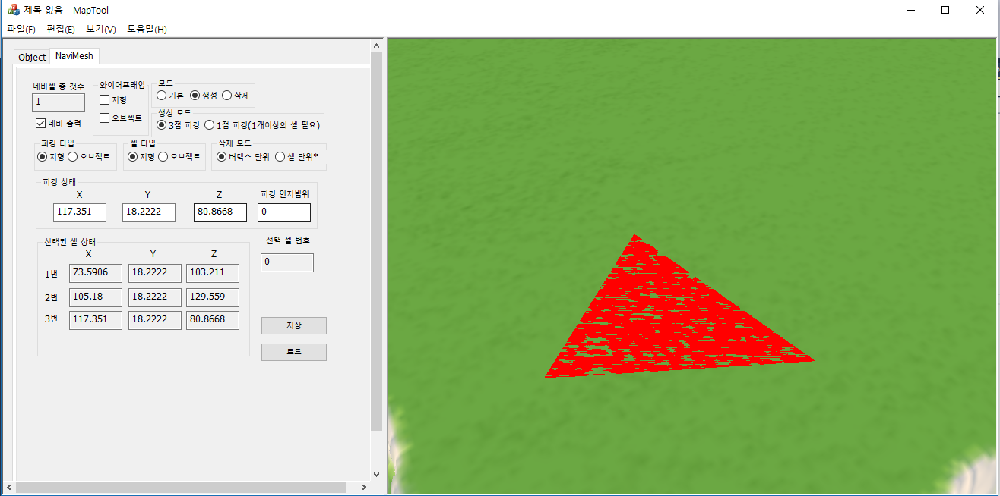 제목 없음 - MapTool
파일(F) 편집(E) 보기(V) 도움말(H)
Object NaviMesh
네비셀 총 갯수
1
네비 출력
와이어프레임
지형
오브젝트
모드
기본 생성 삭제
생성 모드
3점 피킹 1점 피킹(1개이상의 셀 필요)
피킹 타입
지형 오브젝트
셀 타입
지형 오브젝트
삭제 모드
버텍스 단위 셀 단위*
피킹 상태
X Y Z 피킹 인지범위
117.351 18.2222 80.8668 0
선택된 셀 상태
X Y Z
1번 73.5906 18.2222 103.211
2번 105.18 18.2222 129.559
3번 117.351 18.2222 80.8668
선택 셀 번호
0
저장
로드